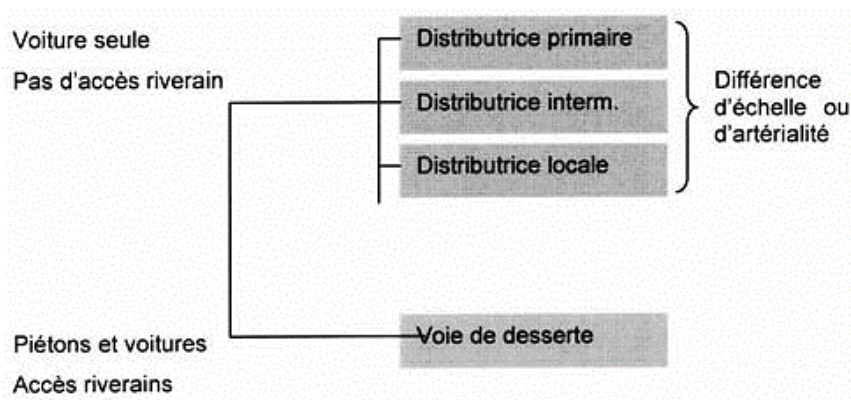 Voiture seule
Pas d'accès riverain
Distributrice primaire
Distributrice interm.
Distributrice locale
Différence
d'échelle ou
d'artérialité
Piétons et voitures
Accès riverains
Voie de desserte